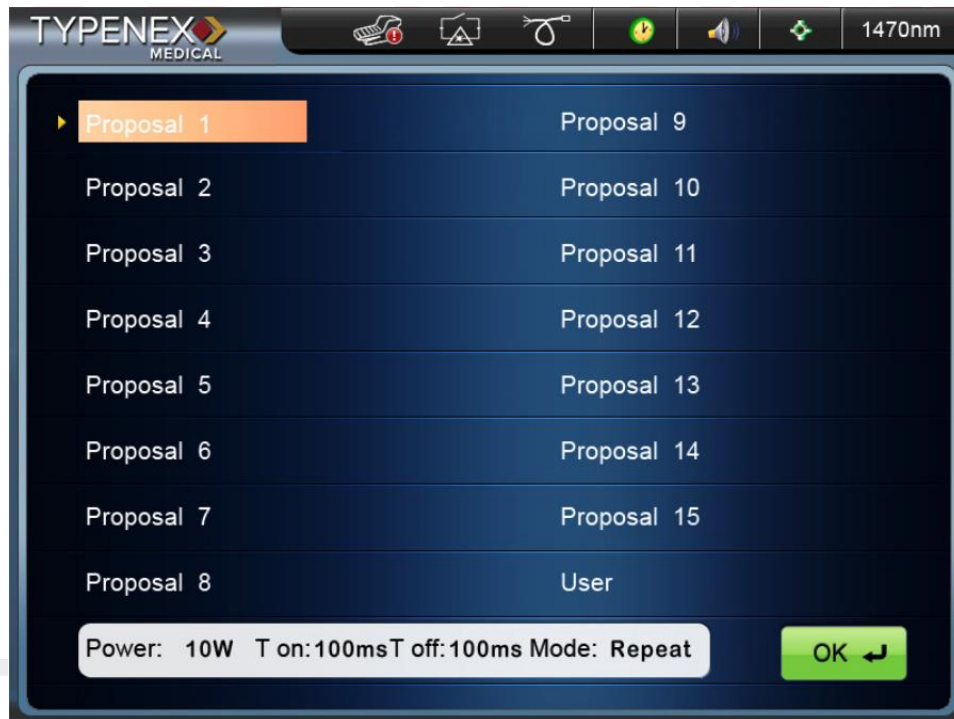 TYPENEX
MEDICAL
1470nm
Proposal 1
Proposal 2
Proposal 3
Proposal 4
Proposal 5
Proposal 6
Proposal 7
Proposal 8
Proposal 9
Proposal 10
Proposal 11
Proposal 12
Proposal 13
Proposal 14
Proposal 15
User
Power: 10W T on:100msT off:100ms Mode: Repeat
OK